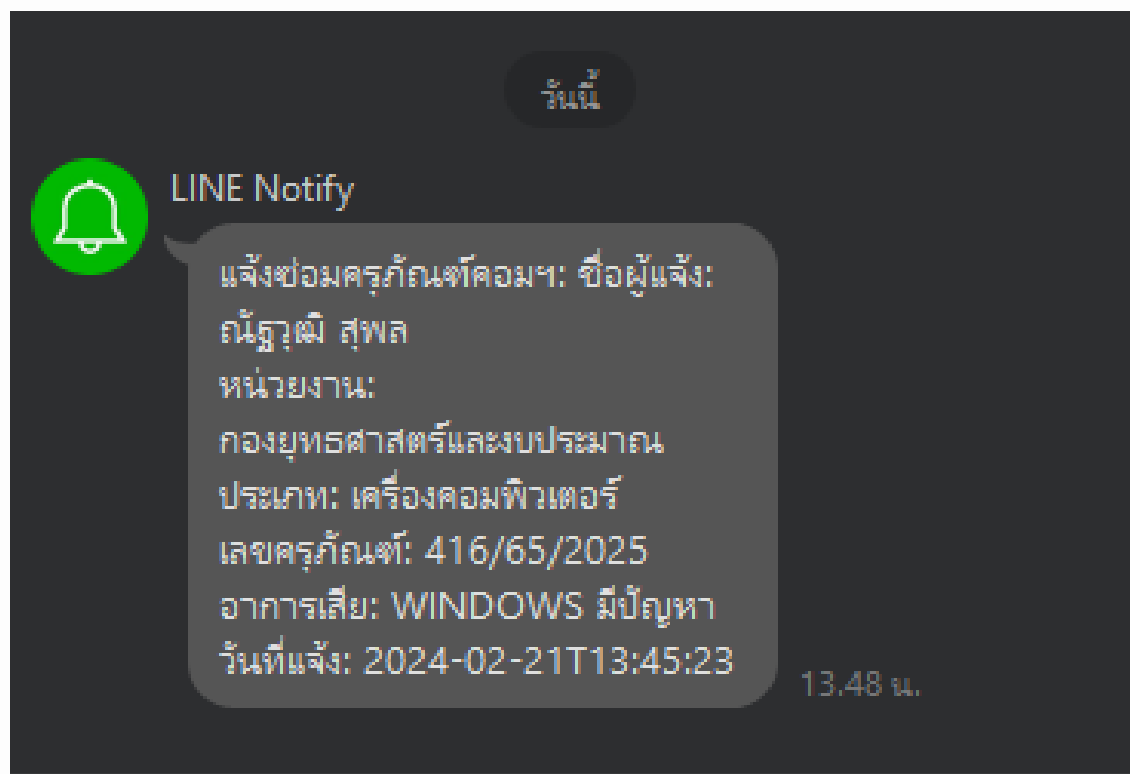 วันนี้
LINE Notify
แจ้งซ่อมครุภัณฑ์คอมฯ: ชื่อผู้แจ้ง:
ณัฐวุฒิ สุพล
หน่วยงาน:
กองยุทธศาสตร์และงบประมาณ
ประเภท: เครื่องคอมพิวเตอร์
เลขครุภัณฑ์: 416/65/2025
อาการเสีย: WINDOWS มีปัญหา
วันที่แจ้ง: 2024-02-21T13:45:23
13.48 น.